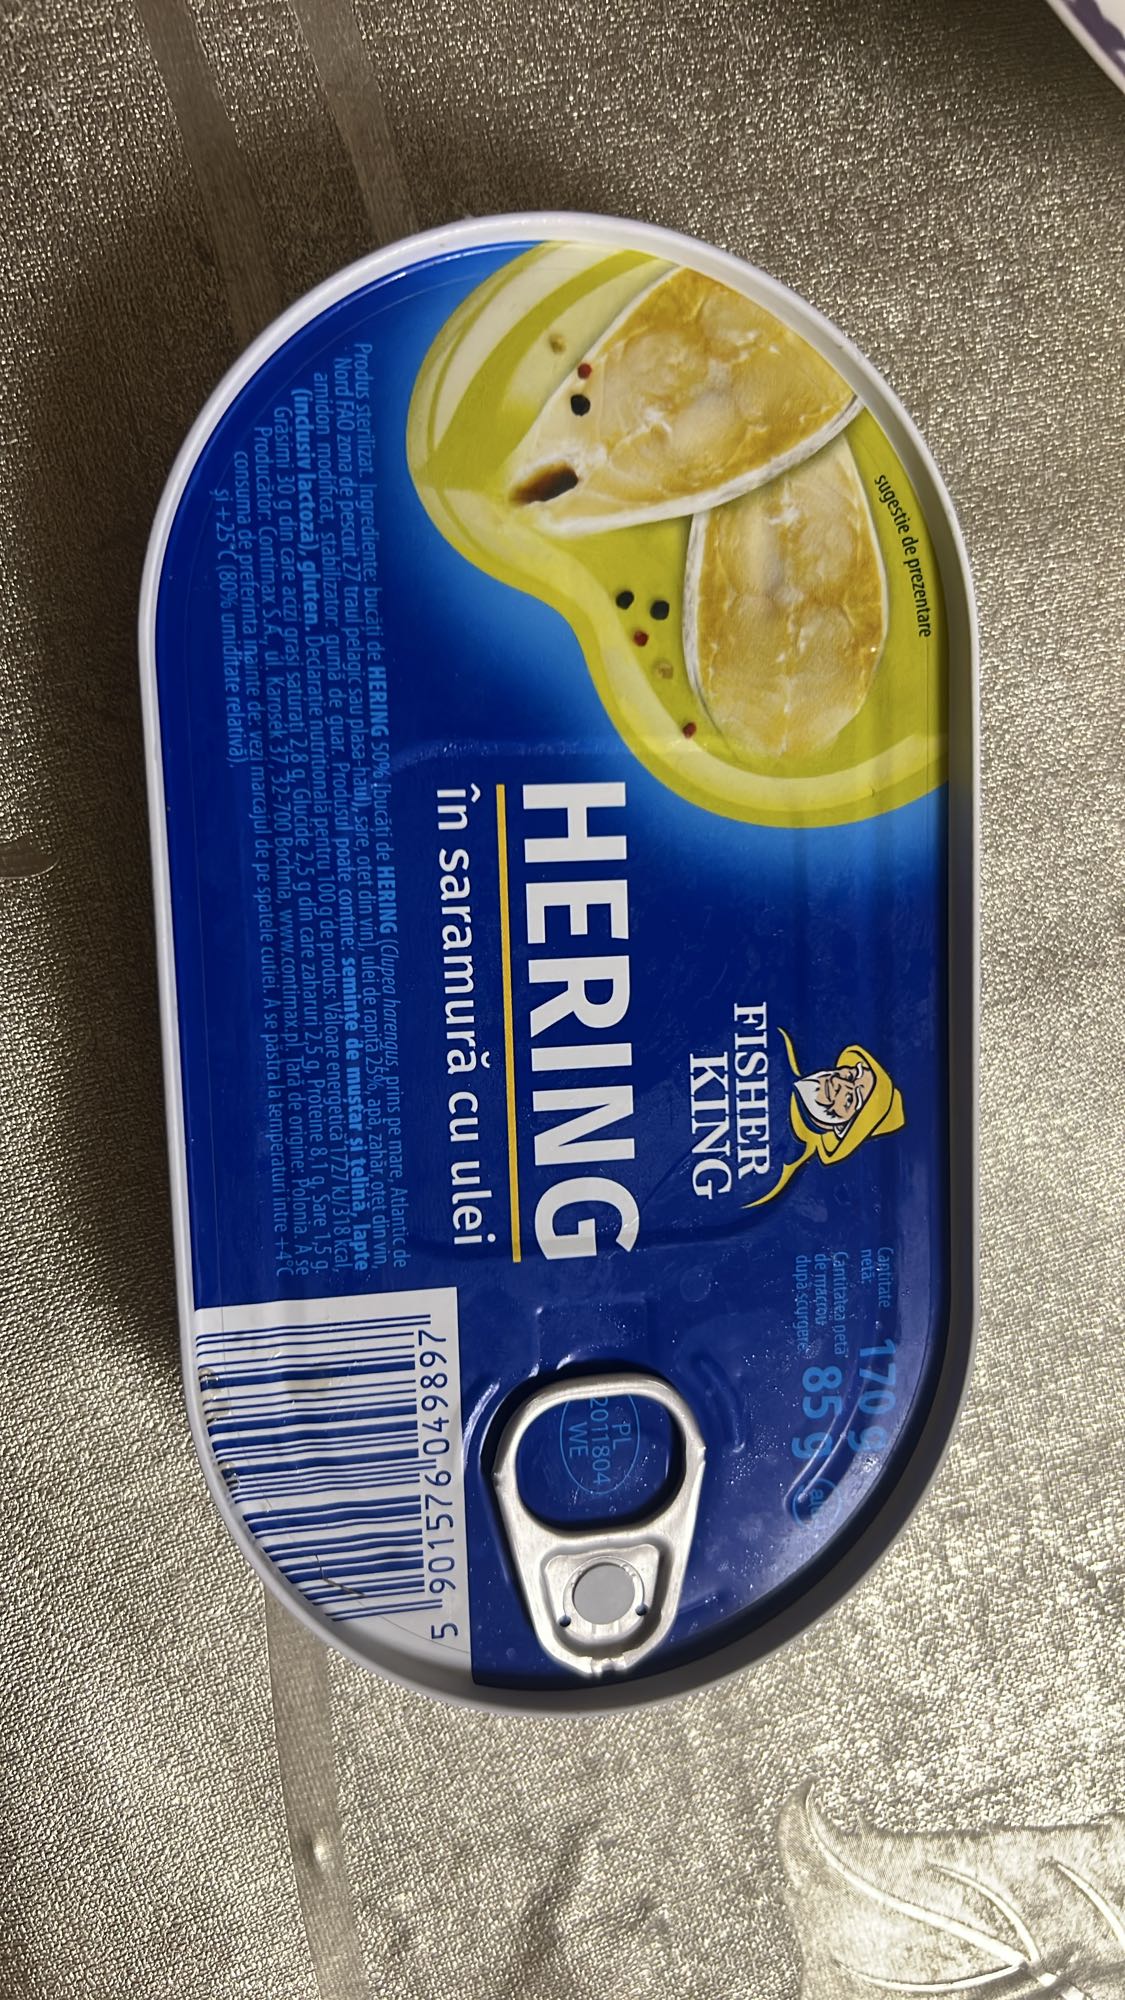 sugestie de prezentare
FISHER
KING
Cantitate
netă: 170 g
Cantitatea netă
de macrou
după scurgere: 85 g
HERING
în saramură cu ulei
PL
2011804
WE
Produs sterilizat. Ingrediente: bucăți de HERING 50% [bucăți de HERING (Clupea harengus, prins pe mare, Atlantic de
Nord FAO zona de pescuit 27 traul pelagic sau plasă-năvod), sare, oțet din vin], ulei de rapiță 25%, apă, zahăr, oțet din vin,
amidon modificat, stabilizator: gumă de guar. Produsul poate conține: semințe de muștar și țelină, lapte
(inclusiv lactoză), gluten. Declarație nutrițională pentru 100 g de produs: Valoare energetică 1727 kJ/318 kcal,
Grăsimi 30 g din care acizi grași saturați 2,8 g, Glucide 2,5 g din care zaharuri 2,5 g, Proteine 8,1 g, Sare 1,5 g.
Producător: Contimax S.A., ul. Karosek 37, 32-700 Bochnia, www.contimax.pl. Țară de origine: Polonia. A se
consuma de preferință înainte de: vezi marcajul de pe spatele cutiei. A se păstra la temperaturi între +4°C
și +25°C (80% umiditate relativă).
5 901576 049897